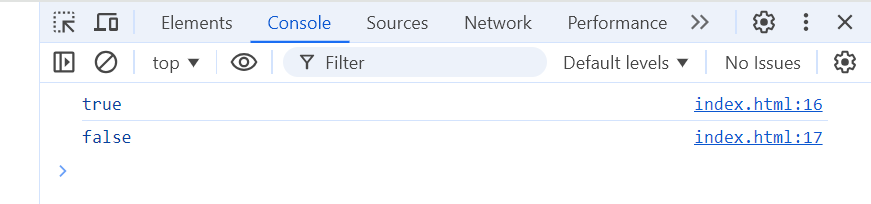 Elements Console Sources Network Performance
top Filter Default levels No Issues
true index.html:16
false index.html:17